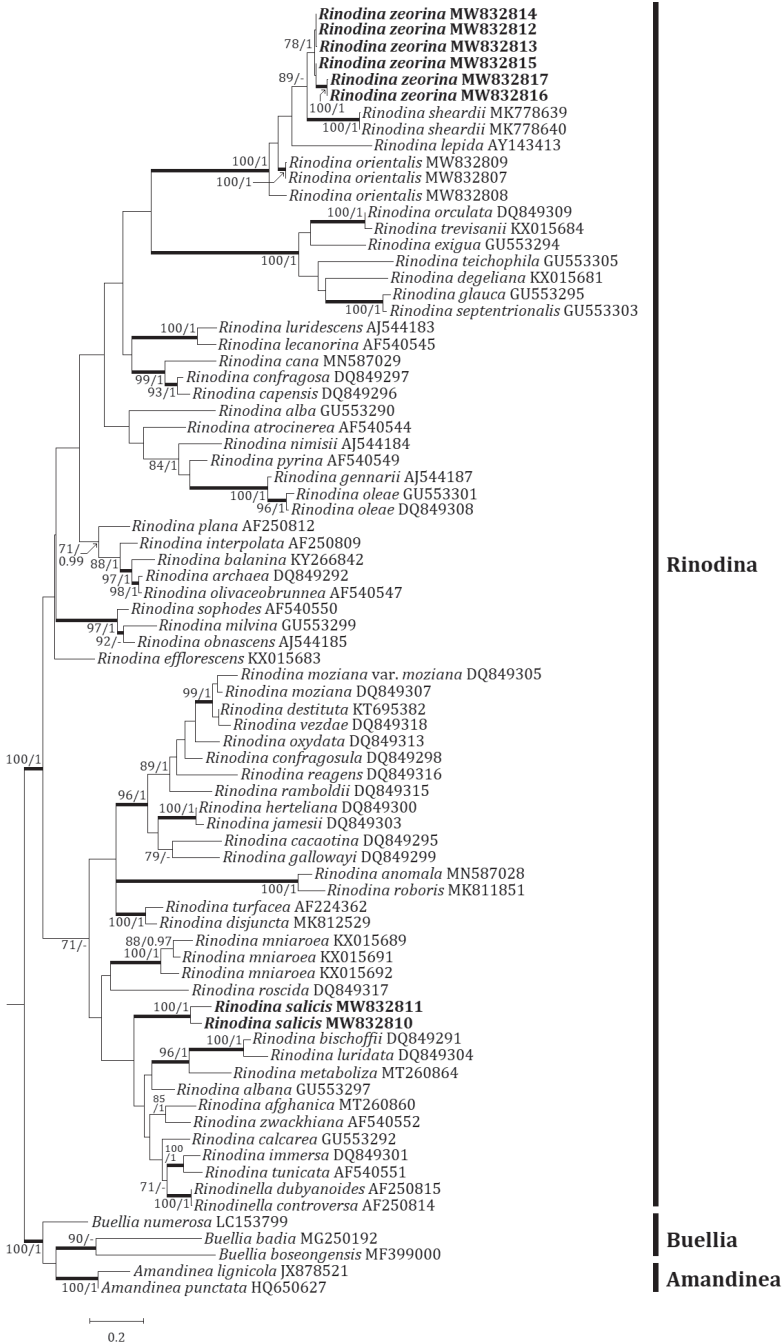 Rinodina zeorina MW832814
Rinodina zeorina MW832812
78/1 Rinodina zeorina MW832813
Rinodina zeorina MW832815
89/- Rinodina zeorina MW832817
Rinodina zeorina MW832816
100/1
Rinodina sheardii MK778639
100/1 Rinodina sheardii MK778640
Rinodina lepida AY143413
100/1 Rinodina orientalis MW832809
100/1 Rinodina orientalis MW832807
Rinodina orientalis MW832808
100/1 Rinodina orculata DQ849309
Rinodina trevisanii KX015684
Rinodina exigua GU553294
100/1 Rinodina teichophila GU553305
Rinodina degeliana KX015681
Rinodina glauca GU553295
100/1 Rinodina septentrionalis GU553303
100/1 Rinodina luridescens AJ544183
Rinodina lecanorina AF540545
Rinodina cana MN587029
99/1 Rinodina confragosa DQ849297
93/1 Rinodina capensis DQ849296
Rinodina alba GU553290
Rinodina atrocinerea AF540544
Rinodina nimisii AJ544184
84/1 Rinodina pyrina AF540549
Rinodina gennarii AJ544187
100/1 Rinodina oleae GU553301
96/1 Rinodina oleae DQ849308
Rinodina plana AF250812
71/
0.99
Rinodina interpolata AF250809
88/1 Rinodina balanina KY266842
97/1 Rinodina archaea DQ849292
98/1 Rinodina olivaceobrunnea AF540547
Rinodina sophodes AF540550
97/1 Rinodina milvina GU553299
92/- Rinodina obnascens AJ544185
Rinodina efflorescens KX015683
Rinodina
Rinodina moziana var. moziana DQ849305
99/1 Rinodina moziana DQ849307
Rinodina destituta KT695382
Rinodina vezdae DQ849318
Rinodina oxydata DQ849313
Rinodina confragosula DQ849298
100/1
89/1 Rinodina reagens DQ849316
Rinodina ramboldii DQ849315
96/1
100/1 Rinodina herteliana DQ849300
Rinodina jamesii DQ849303
Rinodina cacaotina DQ849295
79/- Rinodina gallowayi DQ849299
Rinodina anomala MN587028
100/1 Rinodina roboris MK811851
Rinodina turfacea AF224362
100/1 Rinodina disjuncta MK812529
71/-
88/0.97 Rinodina mniaroea KX015689
100/1 Rinodina mniaroea KX015691
Rinodina mniaroea KX015692
Rinodina roscida DQ849317
100/1 Rinodina salicis MW832811
Rinodina salicis MW832810
100/1 Rinodina bischoffii DQ849291
96/1 Rinodina luridata DQ849304
Rinodina metaboliza MT260864
Rinodina albana GU553297
85
/1
Rinodina afghanica MT260860
Rinodina zwackhiana AF540552
Rinodina calcarea GU553292
100
/1
Rinodina immersa DQ849301
Rinodina tunicata AF540551
71/- Rinodinella dubyanoides AF250815
100/1 Rinodinella controversa AF250814
Buellia numerosa LC153799
90/- Buellia badia MG250192
100/1 Buellia boseongensis MF399000
Buellia
Amandinea lignicola JX878521
100/1 Amandinea punctata HQ650627
Amandinea
0.2